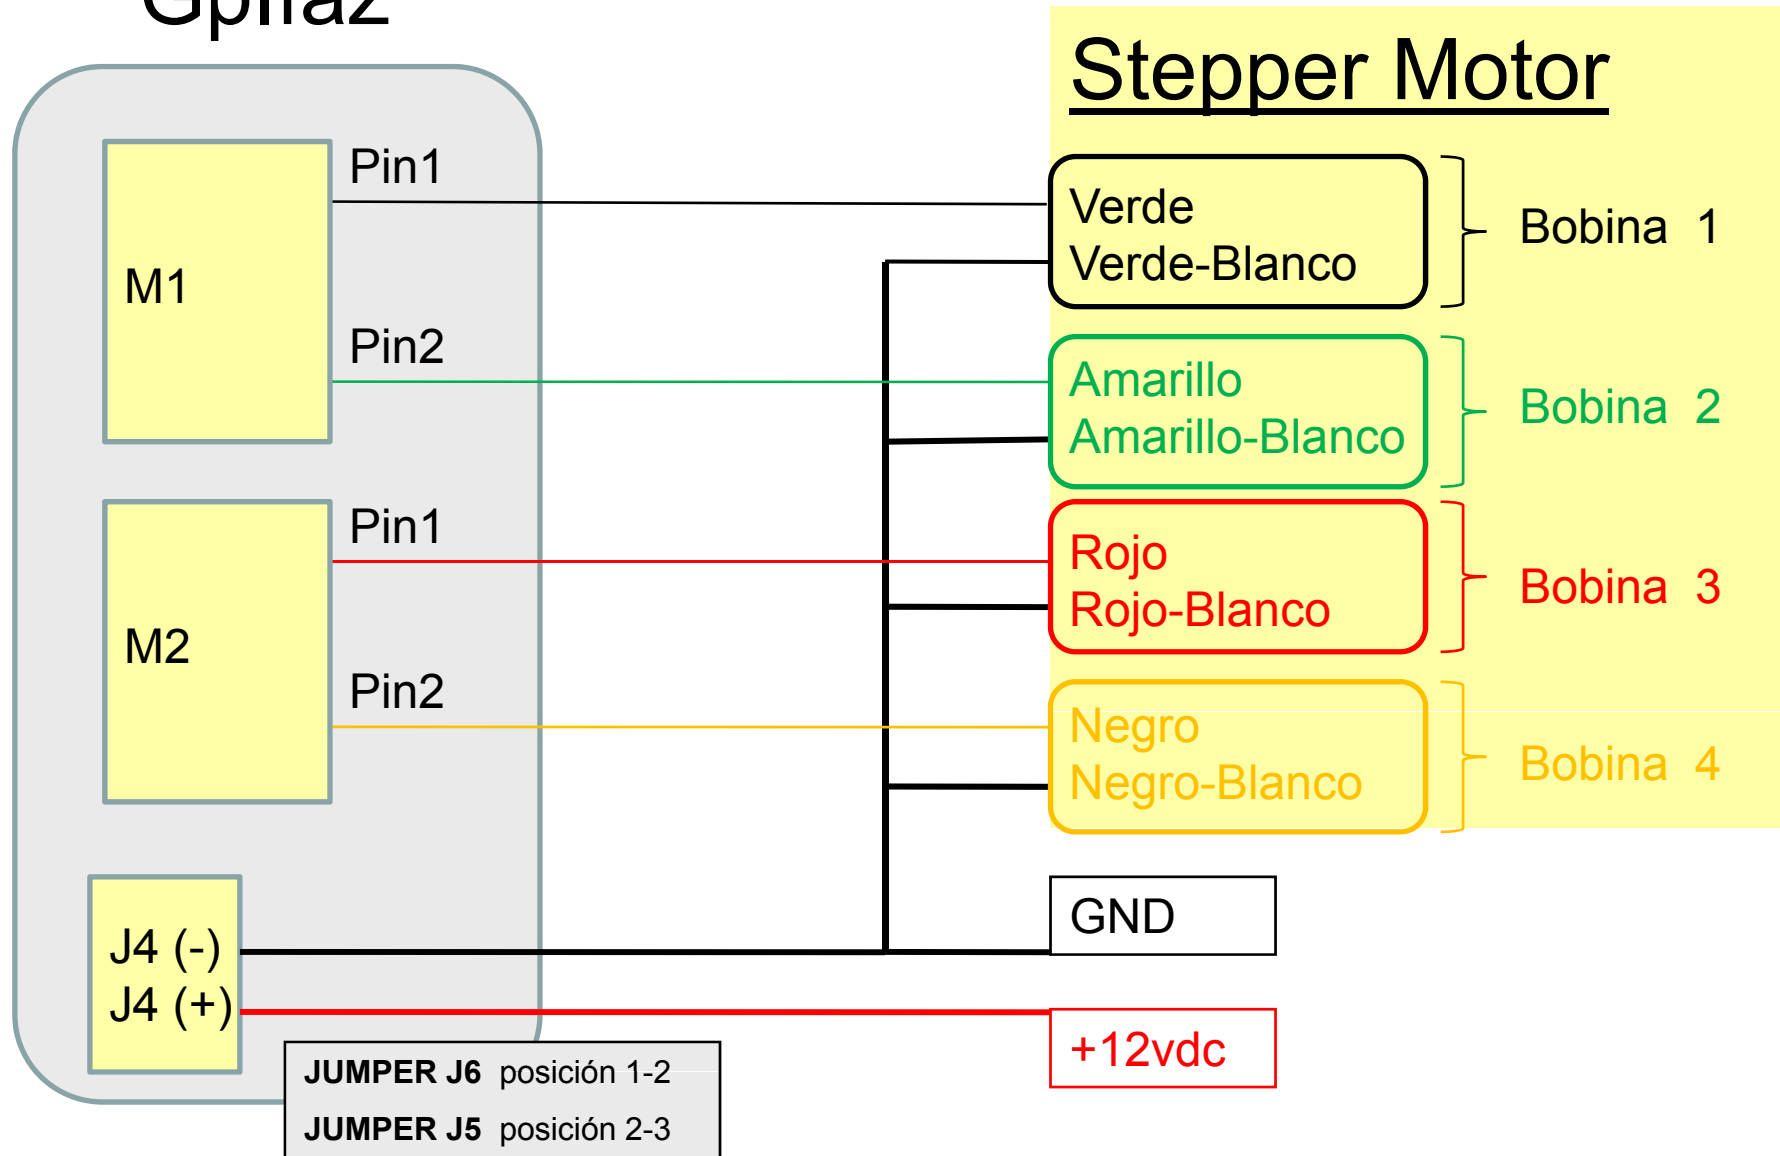 Stepper Motor
Pin1
Verde
Verde-Blanco
Bobina 1
M1
Pin2
Amarillo
Amarillo-Blanco
Bobina 2
Pin1
Rojo
Rojo-Blanco
Bobina 3
M2
Pin2
Negro
Negro-Blanco
Bobina 4
GND
J4 (-)
J4 (+)
+12vdc
JUMPER J6 posición 1-2
JUMPER J5 posición 2-3